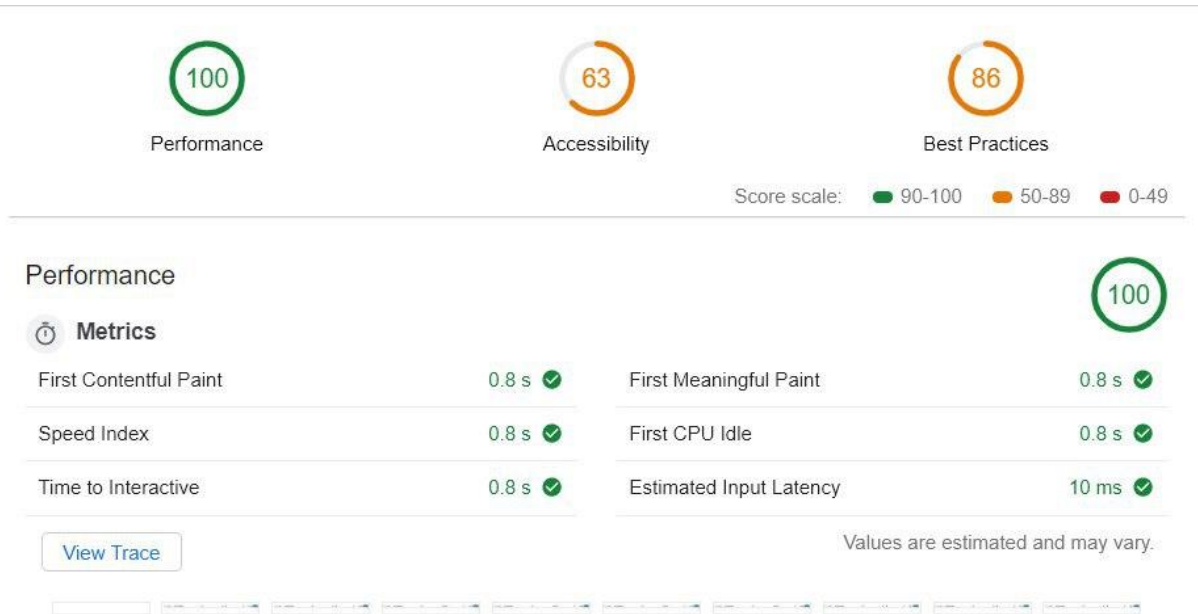 100 63 86
Performance Accessibility Best Practices
Score scale: 90-100 50-89 0-49
Performance
100
Metrics
First Contentful Paint 0.8 s First Meaningful Paint 0.8 s
Speed Index 0.8 s First CPU Idle 0.8 s
Time to Interactive 0.8 s Estimated Input Latency 10 ms
View Trace Values are estimated and may vary.